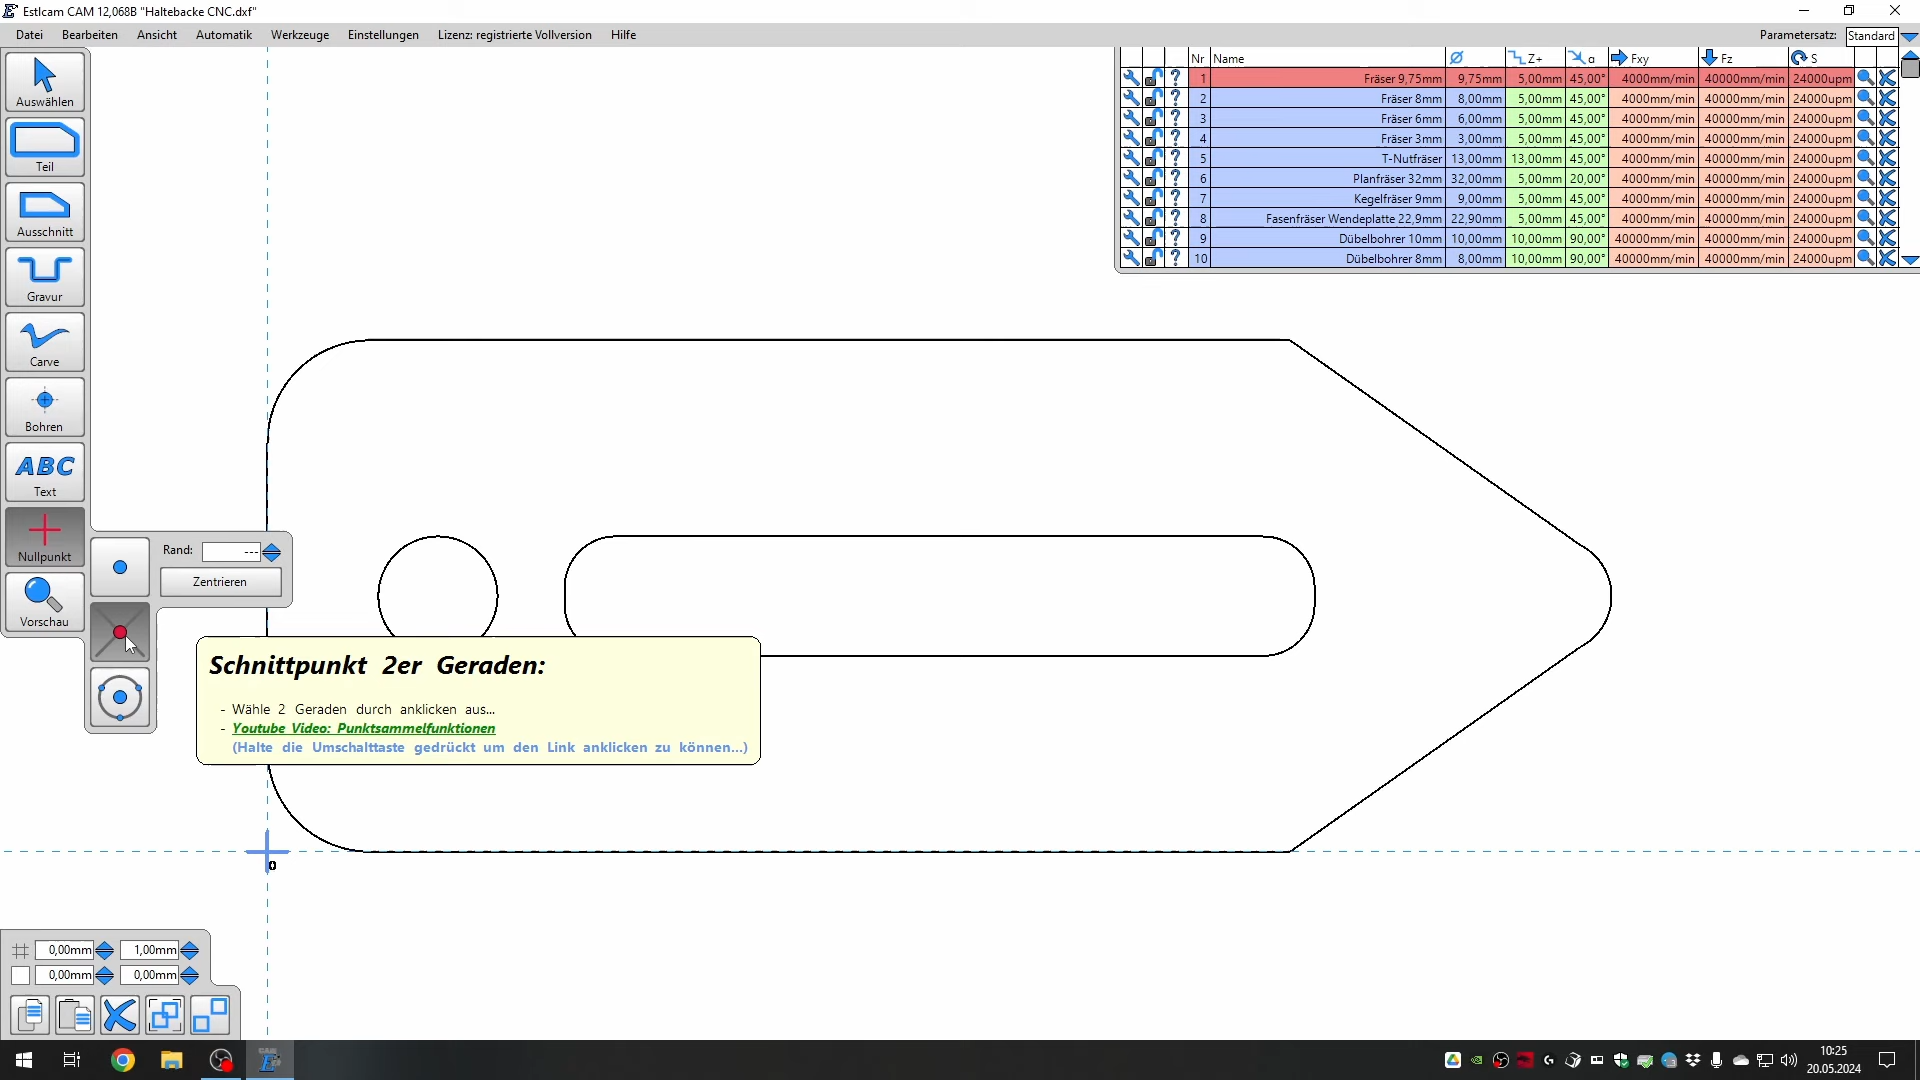 Estlcam CAM 12,068B "Haltebacke CNC.dxf"
Datei Bearbeiten Ansicht Automatik Werkzeuge Einstellungen Lizenz: registrierte Vollversion Hilfe Parametersatz: Standard
Nr Name Ø Z+ α Fxy Fz S
1 Fräser 9,75mm 9,75mm 5,00mm 45,00° 4000mm/min 40000mm/min 24000upm
2 Fräser 8mm 8,00mm 5,00mm 45,00° 4000mm/min 40000mm/min 24000upm
3 Fräser 6mm 6,00mm 5,00mm 45,00° 4000mm/min 40000mm/min 24000upm
4 Fräser 3mm 3,00mm 5,00mm 45,00° 4000mm/min 40000mm/min 24000upm
5 T-Nutfräser 13,00mm 13,00mm 45,00° 4000mm/min 40000mm/min 24000upm
6 Planfräser 32mm 32,00mm 5,00mm 20,00° 4000mm/min 40000mm/min 24000upm
7 Kegelfräser 9mm 9,00mm 5,00mm 45,00° 4000mm/min 40000mm/min 24000upm
8 Fasenfräser Wendeplatte 22,9mm 22,90mm 5,00mm 45,00° 4000mm/min 40000mm/min 24000upm
9 Dübelbohrer 10mm 10,00mm 10,00mm 90,00° 40000mm/min 40000mm/min 24000upm
10 Dübelbohrer 8mm 8,00mm 10,00mm 90,00° 40000mm/min 40000mm/min 24000upm
Auswählen
Teil
Ausschnitt
Gravur
Carve
Bohren
ABC
Text
Nullpunkt
Vorschau
Rand: ---
Zentrieren
Schnittpunkt 2er Geraden:
- Wähle 2 Geraden durch anklicken aus...
- Youtube Video: Punktsammelfunktionen
(Halte die Umschalttaste gedrückt um den Link anklicken zu können...)
0
0,00mm 1,00mm
0,00mm 0,00mm
10:25
20.05.2024